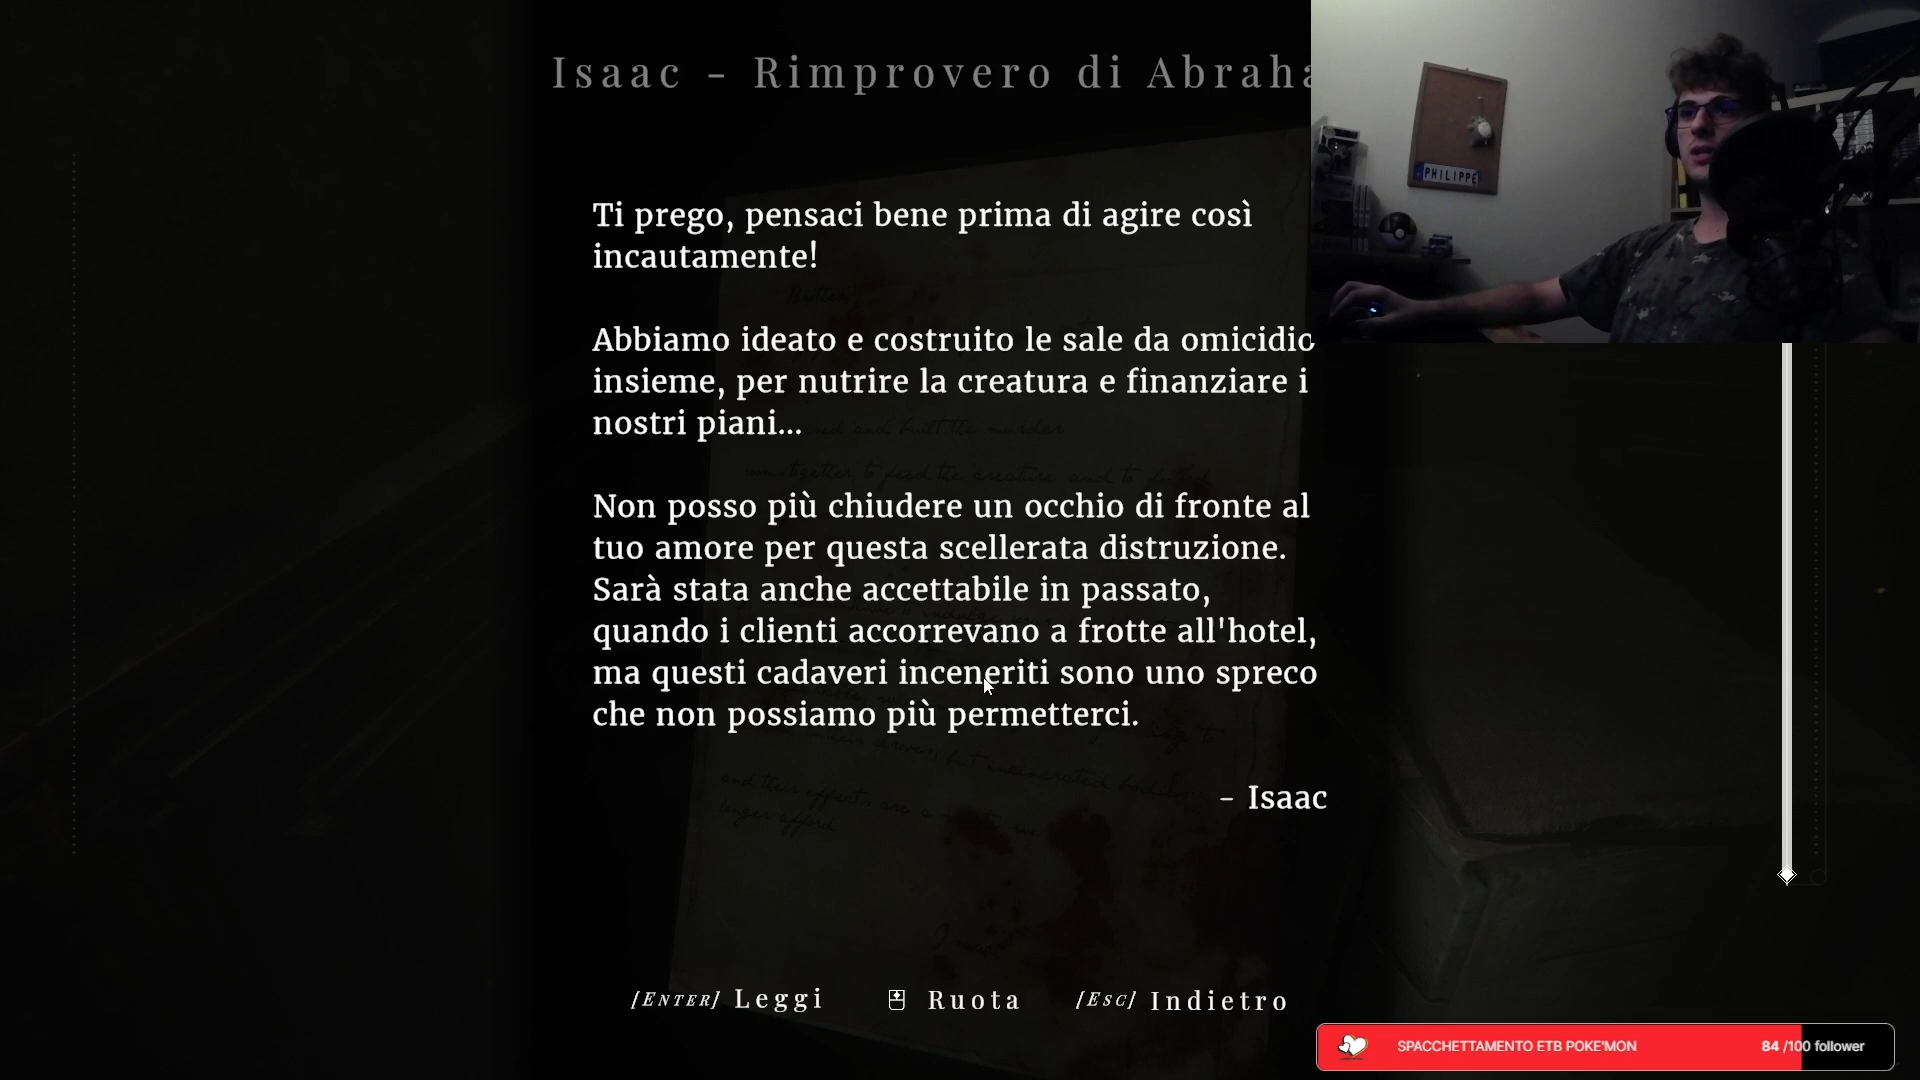 Isaac - Rimprovero di Abraha
PHILIPPE
Ti prego, pensaci bene prima di agire così
incautamente!
Abbiamo ideato e costruito le sale da omicidio
insieme, per nutrire la creatura e finanziare i
nostri piani...
Non posso più chiudere un occhio di fronte al
tuo amore per questa scellerata distruzione.
Sarà stata anche accettabile in passato,
quando i clienti accorrevano a frotte all'hotel,
ma questi cadaveri inceneriti sono uno spreco
che non possiamo più permetterci.
- Isaac
[ENTER] Leggi Ruota [ESC] Indietro
SPACCHETTAMENTO ETB POKE'MON 84 /100 follower